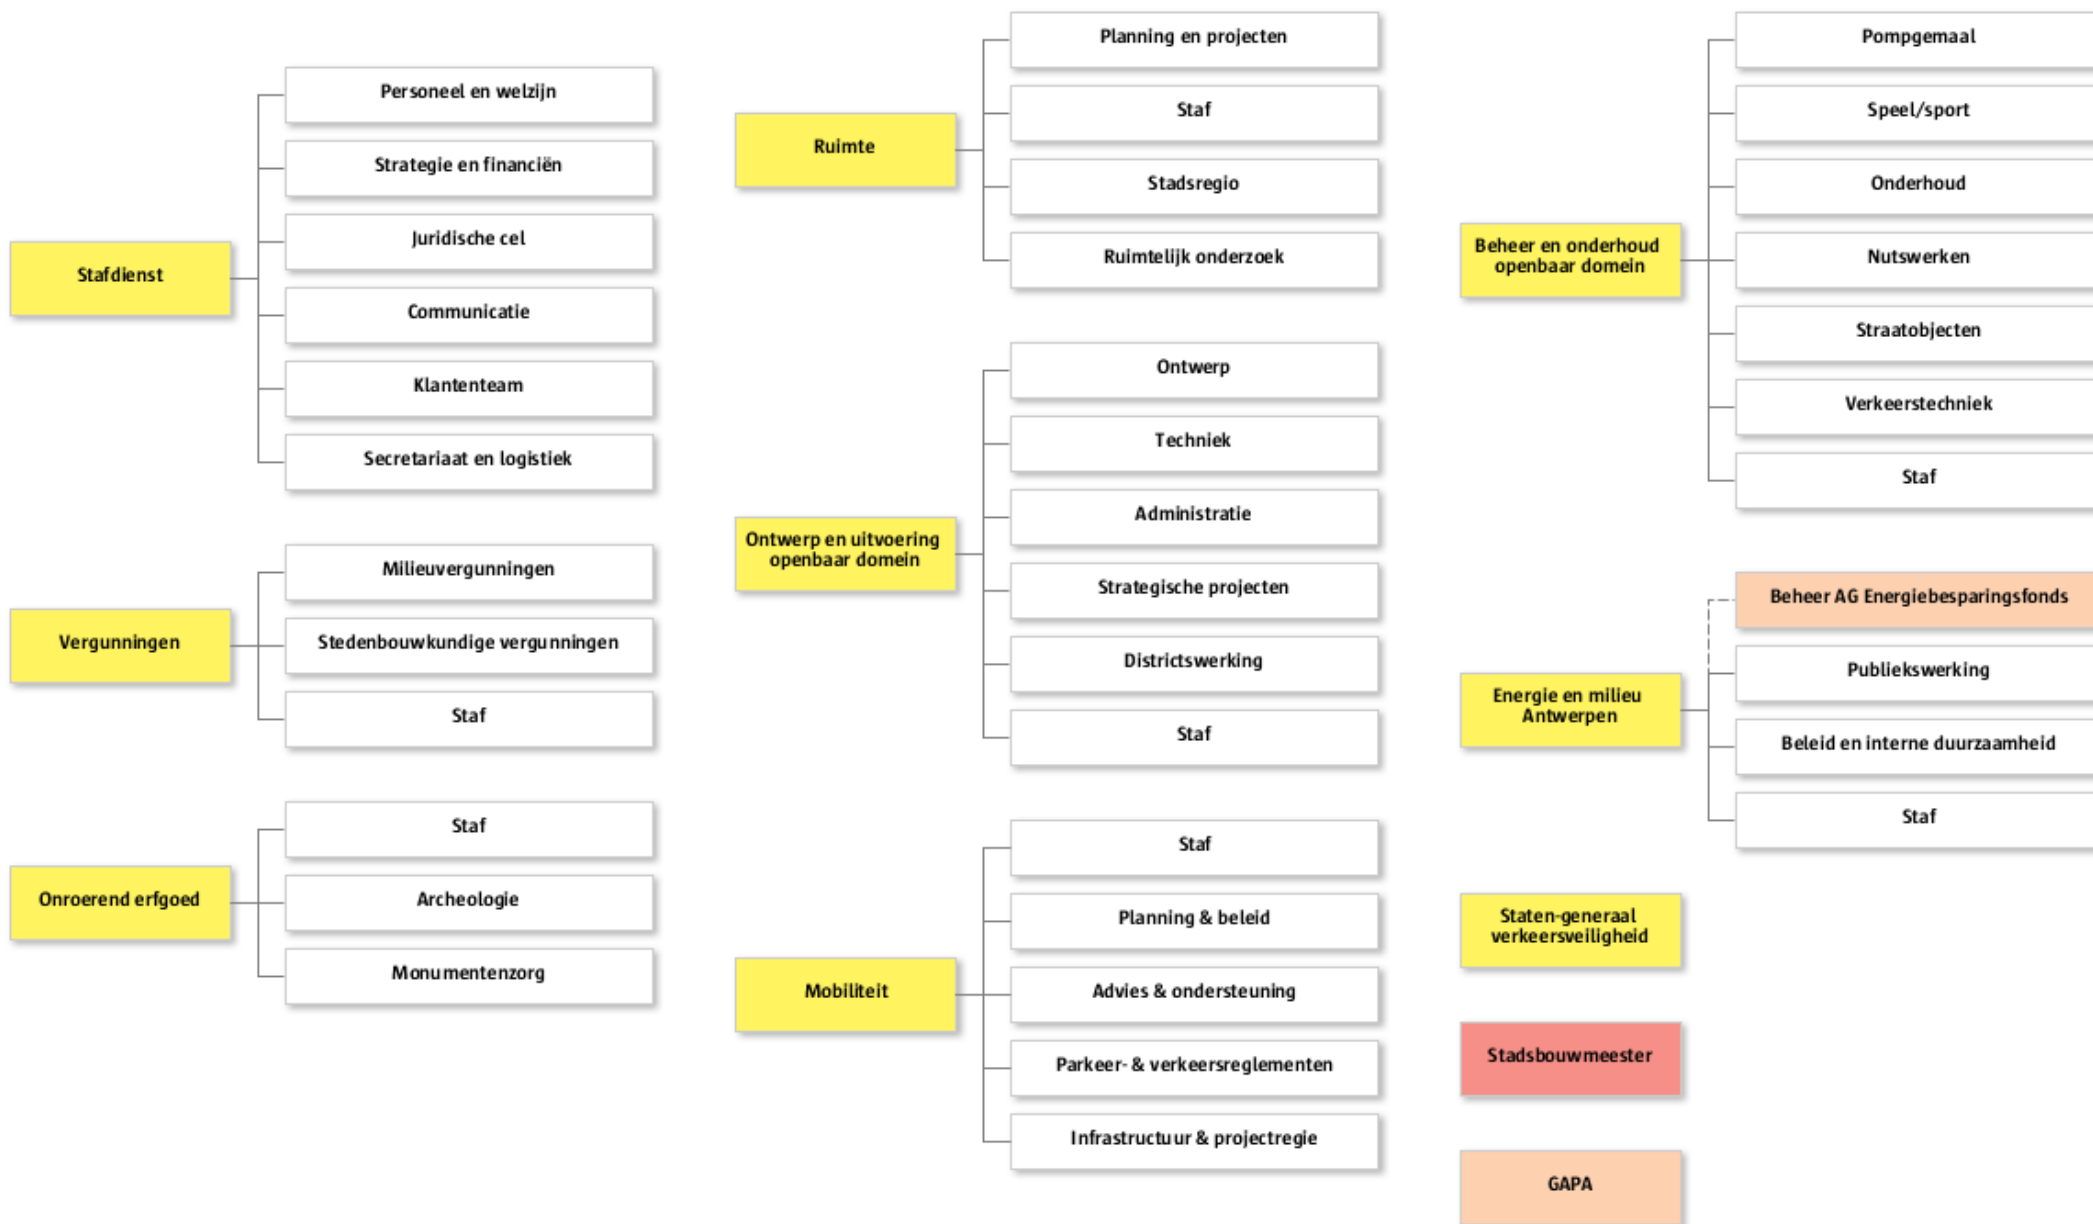 Stafdienst
Personeel en welzijn
Strategie en financiën
Juridische cel
Communicatie
Klantenteam
Secretariaat en logistiek
Vergunningen
Milieuvergunningen
Stedenbouwkundige vergunningen
Staf
Onroerend erfgoed
Staf
Archeologie
Monumentenzorg
Ruimte
Planning en projecten
Staf
Stadsregio
Ruimtelijk onderzoek
Ontwerp en uitvoering
openbaar domein
Ontwerp
Techniek
Administratie
Strategische projecten
Districtswerking
Staf
Mobiliteit
Staf
Planning & beleid
Advies & ondersteuning
Parkeer- & verkeersreglementen
Infrastructuur & projectregie
Beheer en onderhoud
openbaar domein
Pompgemaal
Speel/sport
Onderhoud
Nutswerken
Straatobjecten
Verkeerstechniek
Staf
Energie en milieu
Antwerpen
Beheer AG Energiebesparingsfonds
Publiekswerking
Beleid en interne duurzaamheid
Staf
Staten-generaal
verkeersveiligheid
Stadsbouwmeester
GAPA